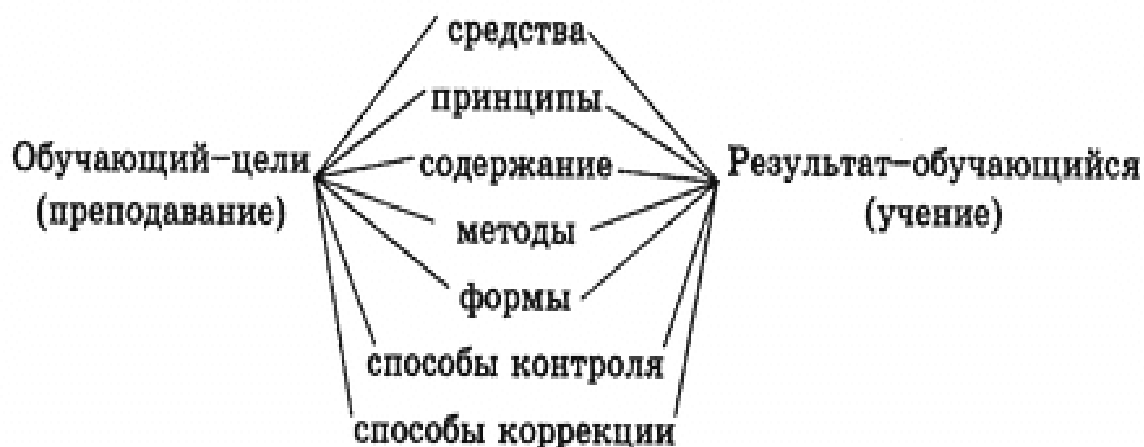 средства
принципы
Обучающий-цели
(преподавание)
содержание
методы
формы
способы контроля
способы коррекции
Результат-обучающийся
(учение)